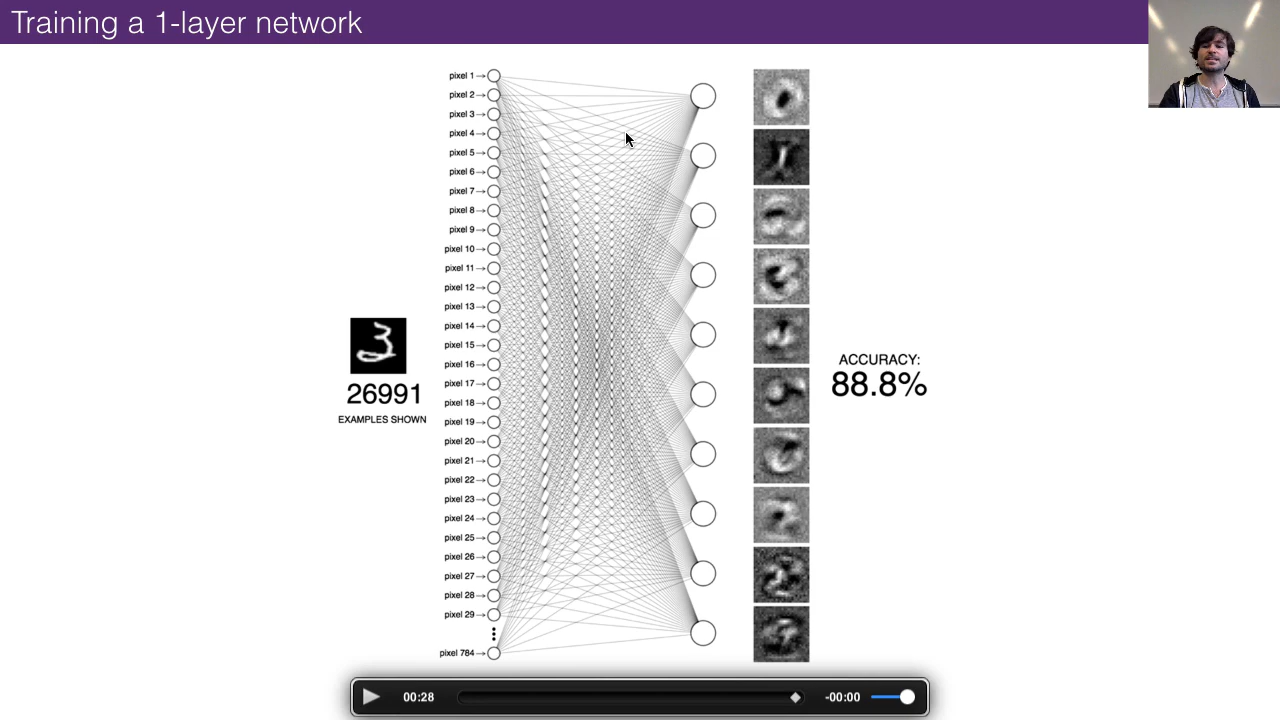 Training a 1-layer network
pixel 1
pixel 2
pixel 3
pixel 4
pixel 5
pixel 6
pixel 7
pixel 8
pixel 9
pixel 10
pixel 11
pixel 12
pixel 13
pixel 14
pixel 15
pixel 16
pixel 17
pixel 18
pixel 19
pixel 20
pixel 21
pixel 22
pixel 23
pixel 24
pixel 25
pixel 26
pixel 27
pixel 28
pixel 29
pixel 784
3
26991
EXAMPLES SHOWN
ACCURACY:
88.8%
00:28
-00:00